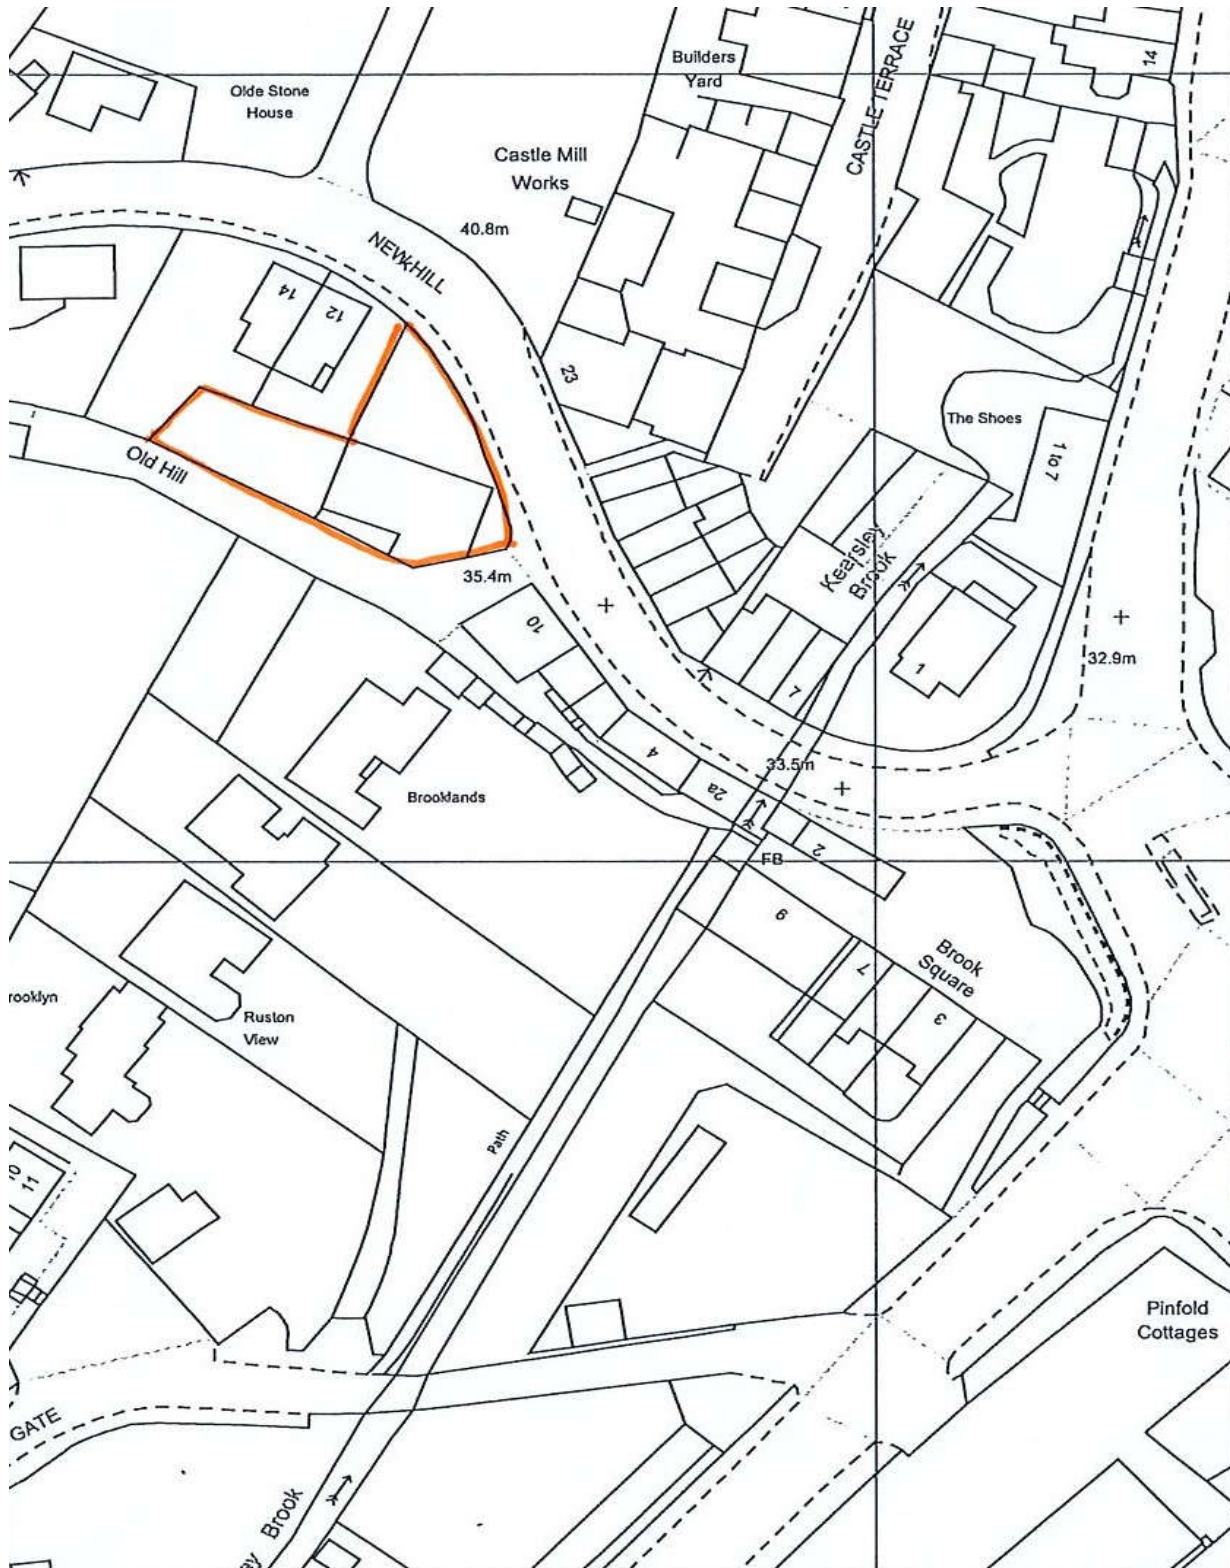 Builders
Yard
CASTLE TERRACE
14
Olde Stone
House
Castle Mill
Works
40.8m
NEW HILL
14
12
23
The Shoes
1 to 7
Old Hill
35.4m
Kearsley
Brook
10
1
32.9m
7
4
33.5m
2a
Brooklands
FB
2
9
7
Brook
Square
3
rooklyn
Ruston
View
Path
11
Pinfold
Cottages
GATE
Brook